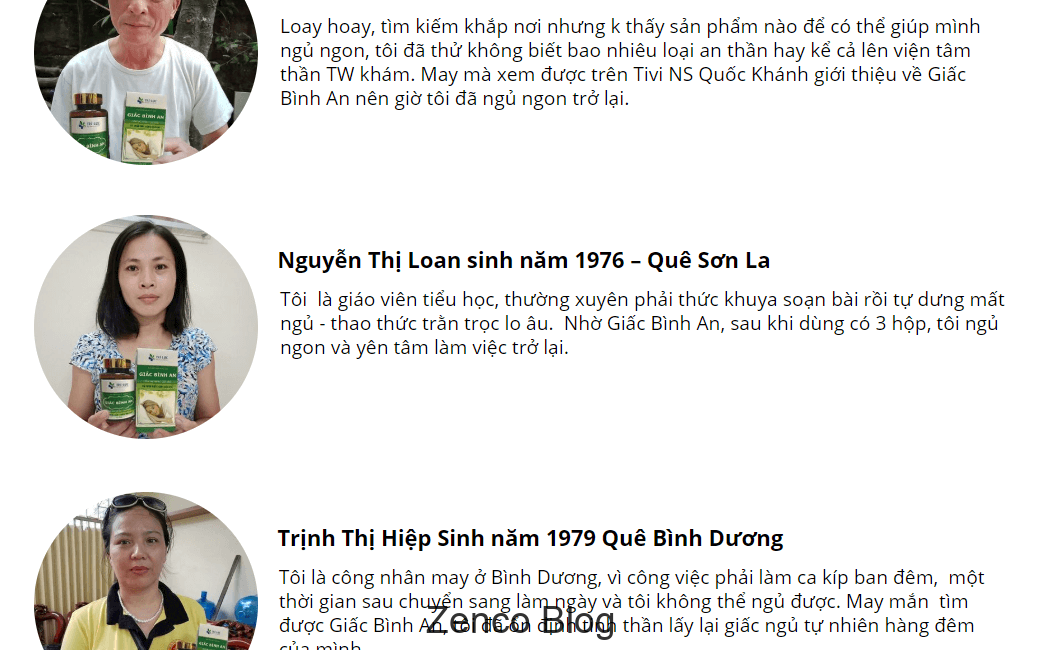 Loay hoay, tìm kiếm khắp nơi nhưng k thấy sản phẩm nào để có thể giúp mình
ngủ ngon, tôi đã thử không biết bao nhiêu loại an thần hay kể cả lên viện tâm
thần TW khám. May mà xem được trên Tivi NS Quốc Khánh giới thiệu về Giấc
Bình An nên giờ tôi đã ngủ ngon trở lại.
GIẤC BÌNH AN
BÌNH AN
Nguyễn Thị Loan sinh năm 1976 – Quê Sơn La
Tôi là giáo viên tiểu học, thường xuyên phải thức khuya soạn bài rồi tự dưng mất
ngủ - thao thức trằn trọc lo âu. Nhờ Giấc Bình An, sau khi dùng có 3 hộp, tôi ngủ
ngon và yên tâm làm việc trở lại.
GIẤC BÌNH AN
GIẤC BÌNH AN
Trịnh Thị Hiệp Sinh năm 1979 Quê Bình Dương
Tôi là công nhân may ở Bình Dương, vì công việc phải làm ca kíp ban đêm, một
thời gian sau chuyển sang làm ngày và tôi không thể ngủ được. May mắn tìm
được Giấc Bình An, tôi đã ổn định tinh thần lấy lại giấc ngủ tự nhiên hàng đêm
của mình
GIẤC BÌNH AN
Zenco Blog